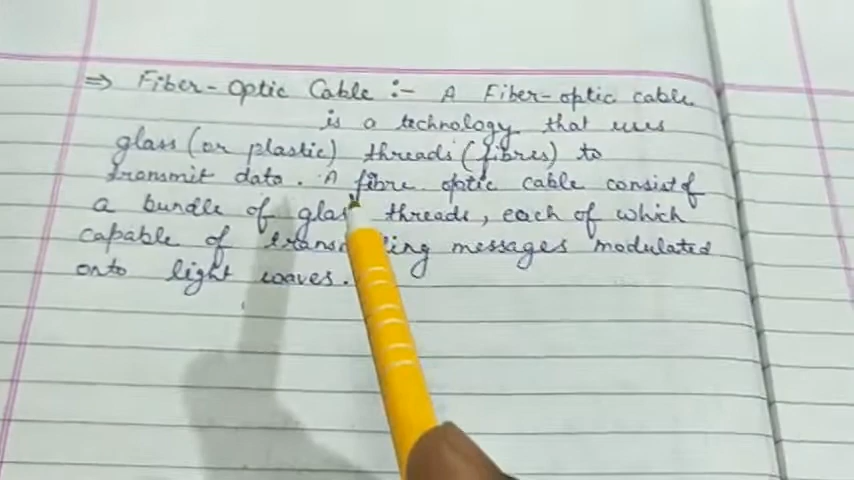 ⇒ Fiber-Optic Cable :- A Fiber-optic cable
is a technology that uses
glass (or plastic) threads (fibres) to
transmit data. A fibre optic cable consist of
a bundle of glass threads, each of which
capable of transmitting messages modulated
onto light waves.